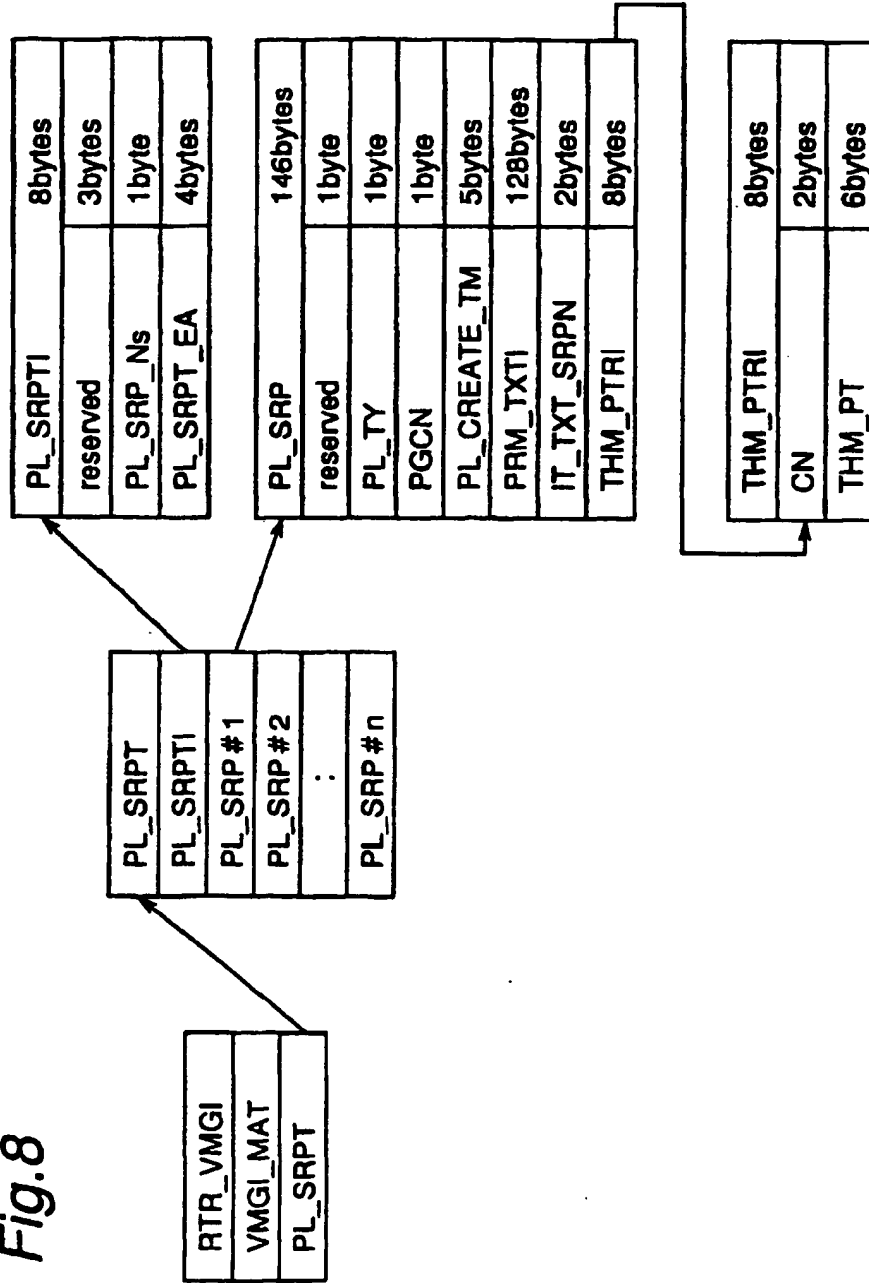 Fig.8
RTR_VMGI
VMGI_MAT
PL_SRPT
PL_SRPT
PL_SRPTI
PL_SRP#1
PL_SRP#2
:
PL_SRP#n
PL_SRPTI 8bytes
reserved 3bytes
PL_SRP_Ns 1byte
PL_SRPT_EA 4bytes
PL_SRP 146bytes
reserved 1byte
PL_TY 1byte
PGCN 1byte
PL_CREATE_TM 5bytes
PRM_TXTI 128bytes
IT_TXT_SRPN 2bytes
THM_PTRI 8bytes
THM_PTRI 8bytes
CN 2bytes
THM_PT 6bytes